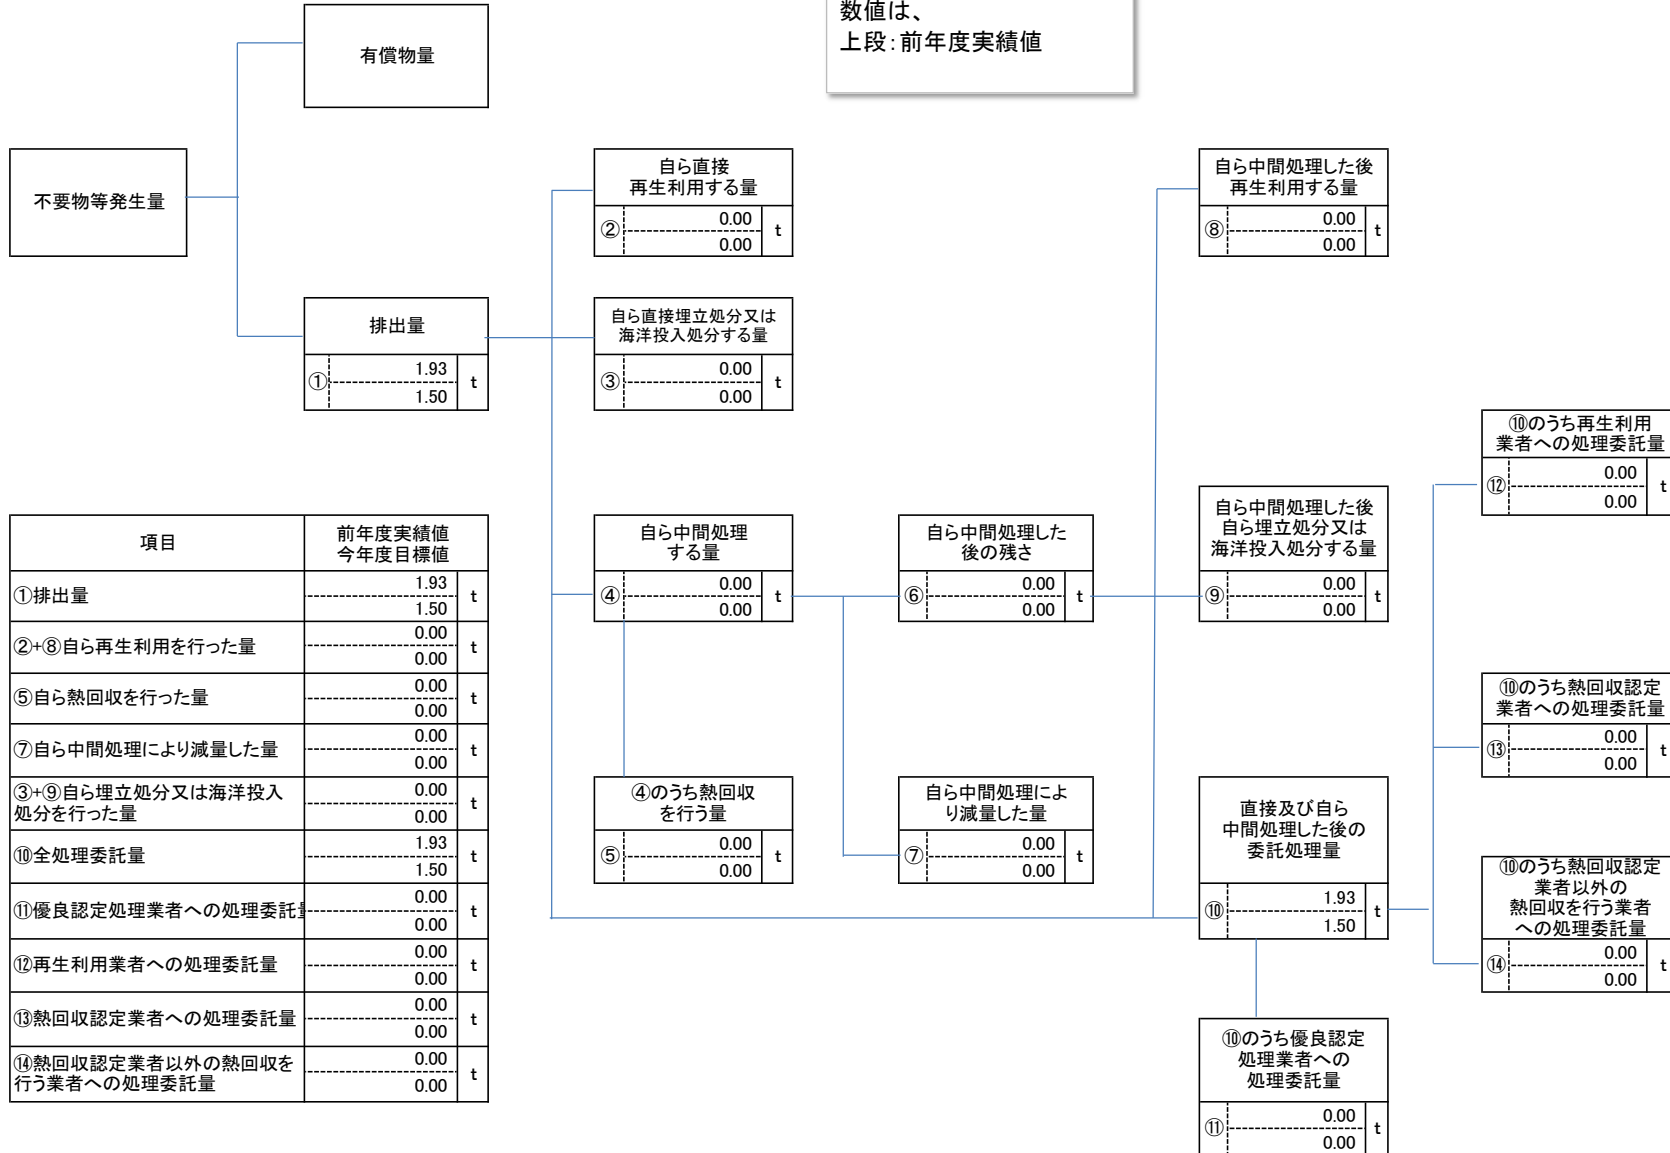 数値は、
上段:前年度実績値
有償物量
不要物等発生量
自ら直接
再生利用する量
② 0.00 t
0.00
自ら中間処理した後
再生利用する量
⑧ 0.00 t
0.00
排出量
① 1.93 t
1.50
自ら直接埋立処分又は
海洋投入処分する量
③ 0.00 t
0.00
⑩のうち再生利用
業者への処理委託量
⑫ 0.00 t
0.00
自ら中間処理
する量
④ 0.00 t
0.00
自ら中間処理した
後の残さ
⑥ 0.00 t
0.00
自ら中間処理した後
自ら埋立処分又は
海洋投入処分する量
⑨ 0.00 t
0.00
⑩のうち熱回収認定
業者への処理委託量
⑬ 0.00 t
0.00
④のうち熱回収
を行う量
⑤ 0.00 t
0.00
自ら中間処理によ
り減量した量
⑦ 0.00 t
0.00
直接及び自ら
中間処理した後の
委託処理量
⑩ 1.93 t
1.50
⑩のうち熱回収認定
業者以外の
熱回収を行う業者
への処理委託量
⑭ 0.00 t
0.00
⑩のうち優良認定
処理業者への
処理委託量
⑪ 0.00 t
0.00
項目 前年度実績値
今年度目標値
①排出量 1.93 t
1.50
②+⑧自ら再生利用を行った量 0.00 t
0.00
⑤自ら熱回収を行った量 0.00 t
0.00
⑦自ら中間処理により減量した量 0.00 t
0.00
③+⑨自ら埋立処分又は海洋投入
処分を行った量 0.00 t
0.00
⑩全処理委託量 1.93 t
1.50
⑪優良認定処理業者への処理委託 0.00 t
0.00
⑫再生利用業者への処理委託量 0.00 t
0.00
⑬熱回収認定業者への処理委託量 0.00 t
0.00
⑭熱回収認定業者以外の熱回収を
行う業者への処理委託量 0.00 t
0.00